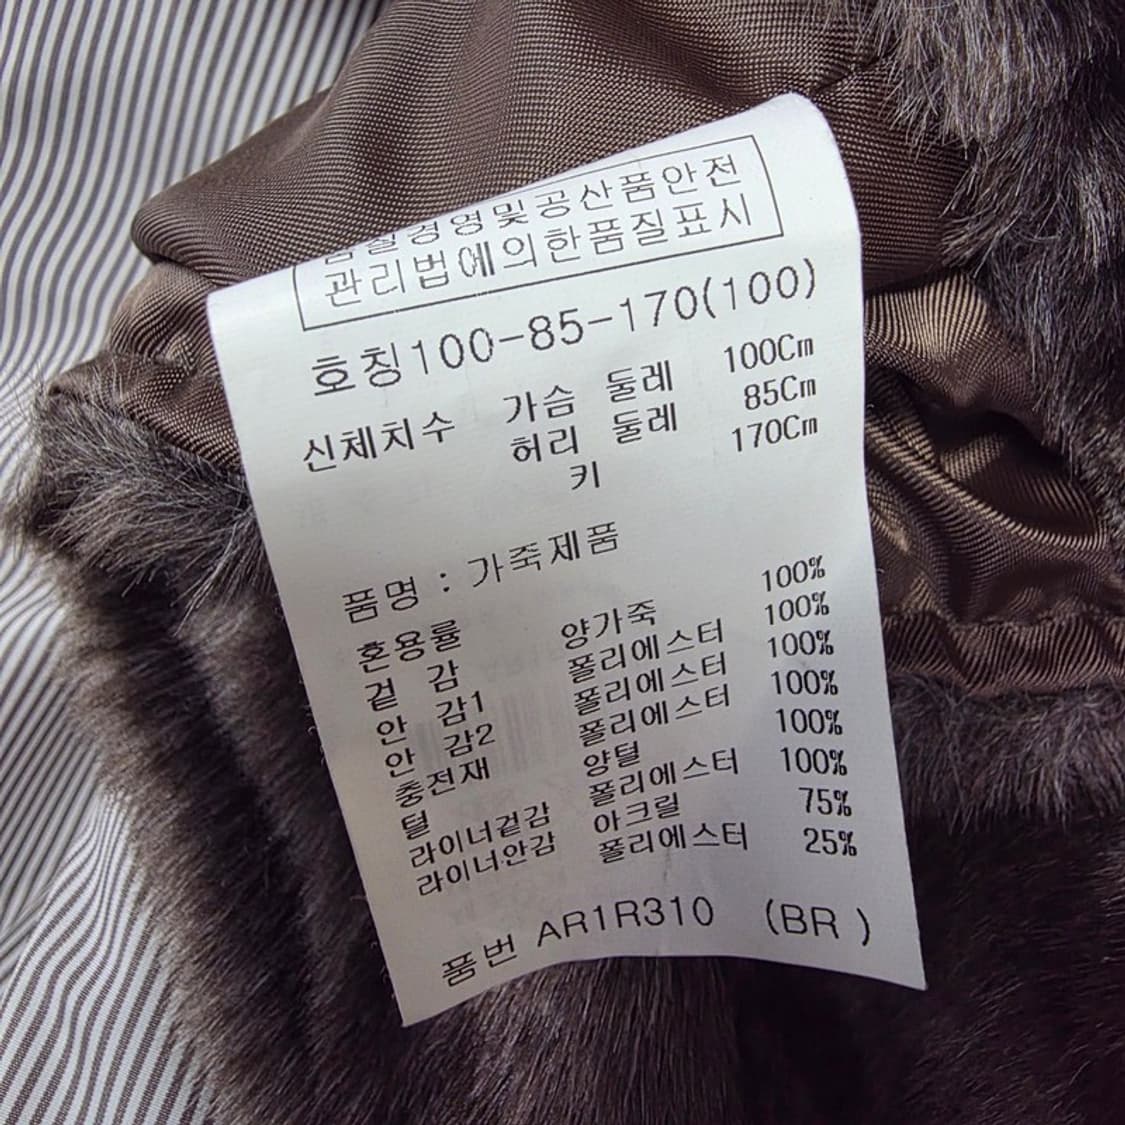 경영및공산품안전
관리법에의한품질표시
호칭100-85-170(100)
신체치수 가슴 둘레 100Cm
허리 둘레 85Cm
키 170Cm
품명 : 가죽제품
혼용률
겉 감 양가죽 100%
안 감1 폴리에스터 100%
안 감2 폴리에스터 100%
충전재 폴리에스터 100%
털 양털 100%
라이너겉감 폴리에스터 100%
라이너안감 아크릴 75%
폴리에스터 25%
품번 AR1R310 (BR )